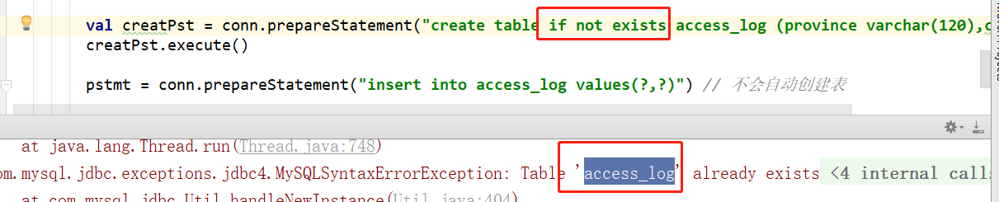 val creatPst = conn.prepareStatement("create table if not exists access_log (province varchar(120),c
creatPst.execute()
pstmt = conn.prepareStatement("insert into access_log values(?,?)") // 不会自动创建表
at java.lang.Thread.run(Thread.java:748)
om.mysql.jdbc.exceptions.jdbc4.MySQLSyntaxErrorException: Table 'access_log' already exists <4 internal calls
at com.mysql.jdbc.Util.handleNewInstance(Util.java:404)